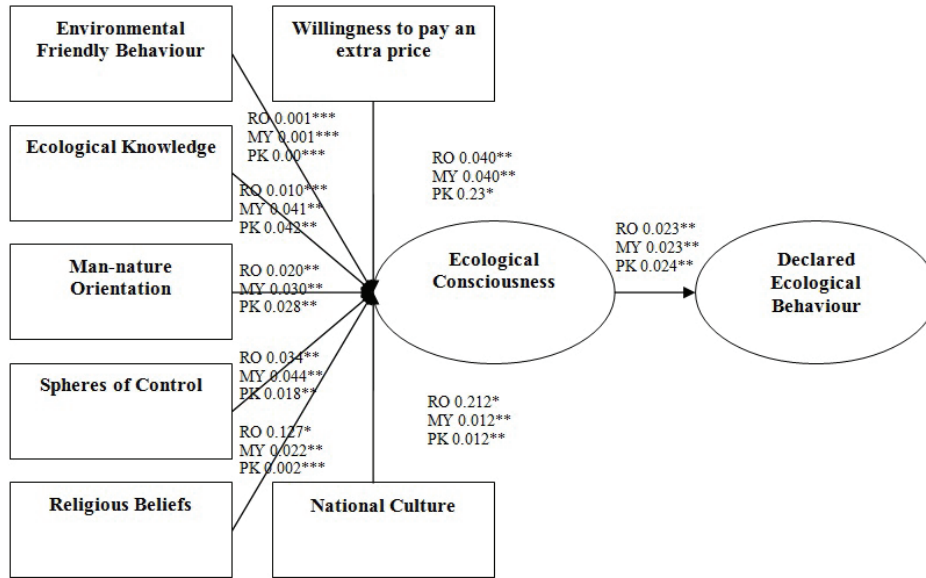 Environmental
Friendly Behaviour
Willingness to pay an
extra price
RO 0.001***
MY 0.001***
PK 0.00***
Ecological Knowledge
RO 0.010***
MY 0.041**
PK 0.042**
RO 0.040**
MY 0.040**
PK 0.23*
Man-nature
Orientation
RO 0.020**
MY 0.030**
PK 0.028**
Ecological
Consciousness
RO 0.023**
MY 0.023**
PK 0.024**
Declared
Ecological
Behaviour
Spheres of Control
RO 0.034**
MY 0.044**
PK 0.018**
RO 0.212*
MY 0.012**
PK 0.012**
RO 0.127*
MY 0.022**
PK 0.002***
Religious Beliefs
National Culture